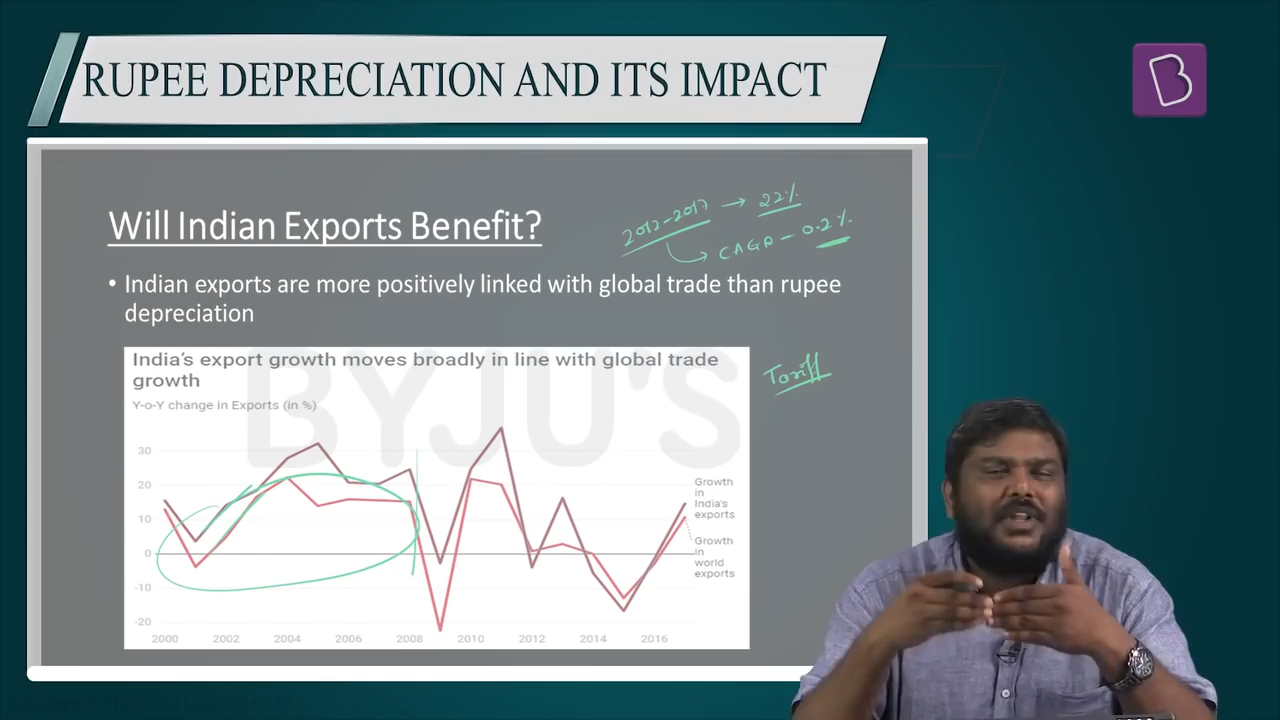 RUPEE DEPRECIATION AND ITS IMPACT
B
Will Indian Exports Benefit?
2012-2017 → 22%
→ CAGR - 0.2%
• Indian exports are more positively linked with global trade than rupee
depreciation
BYJU'S
India's export growth moves broadly in line with global trade
growth
Tariff
Y-o-Y change in Exports (in %)
30
20
10
0
-10
-20
Growth
in
India's
exports
Growth
in
world
exports
2000 2002 2004 2006 2008 2010 2012 2014 2016